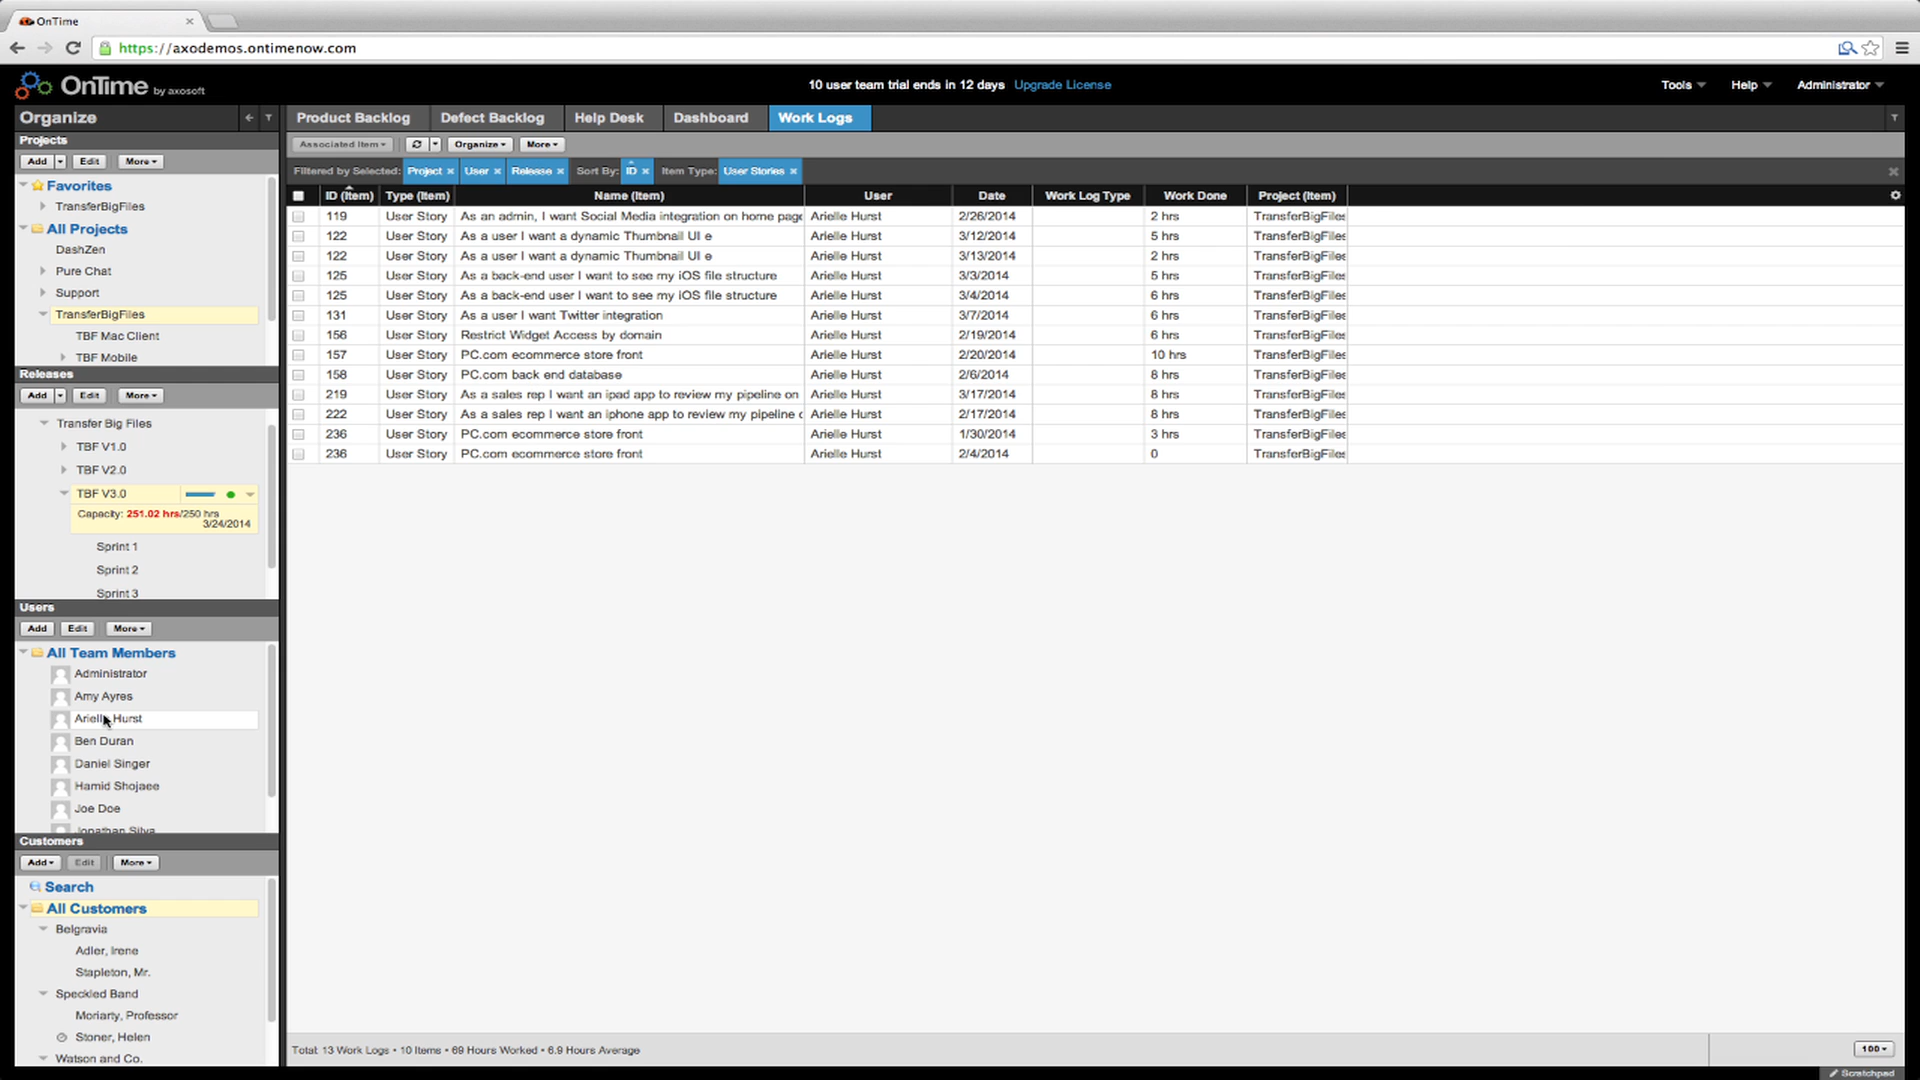 OnTime
https://axodemos.ontimenow.com
OnTime by axosoft
10 user team trial ends in 12 days Upgrade License
Tools Help Administrator
Organize
Product Backlog Defect Backlog Help Desk Dashboard Work Logs
Projects
Add Edit More
Associated Item Organize More
Filtered by Selected: Project × User × Release × Sort By: ID × Item Type: User Stories ×
ID (Item) Type (Item) Name (Item) User Date Work Log Type Work Done Project (Item)
119 User Story As an admin, I want Social Media integration on home page Arielle Hurst 2/26/2014 2 hrs TransferBigFiles
122 User Story As a user I want a dynamic Thumbnail UI e Arielle Hurst 3/12/2014 5 hrs TransferBigFiles
122 User Story As a user I want a dynamic Thumbnail UI e Arielle Hurst 3/13/2014 2 hrs TransferBigFiles
125 User Story As a back-end user I want to see my iOS file structure Arielle Hurst 3/3/2014 5 hrs TransferBigFiles
125 User Story As a back-end user I want to see my iOS file structure Arielle Hurst 3/4/2014 6 hrs TransferBigFiles
131 User Story As a user I want Twitter integration Arielle Hurst 3/7/2014 6 hrs TransferBigFiles
156 User Story Restrict Widget Access by domain Arielle Hurst 2/19/2014 6 hrs TransferBigFiles
157 User Story PC.com ecommerce store front Arielle Hurst 2/20/2014 10 hrs TransferBigFiles
158 User Story PC.com back end database Arielle Hurst 2/6/2014 8 hrs TransferBigFiles
219 User Story As a sales rep I want an ipad app to review my pipeline on Arielle Hurst 3/17/2014 8 hrs TransferBigFiles
222 User Story As a sales rep I want an iphone app to review my pipeline Arielle Hurst 2/17/2014 8 hrs TransferBigFiles
236 User Story PC.com ecommerce store front Arielle Hurst 1/30/2014 3 hrs TransferBigFiles
236 User Story PC.com ecommerce store front Arielle Hurst 2/4/2014 0 TransferBigFiles
Favorites
TransferBigFiles
All Projects
DashZen
Pure Chat
Support
TransferBigFiles
TBF Mac Client
TBF Mobile
Releases
Add Edit More
Transfer Big Files
TBF V1.0
TBF V2.0
TBF V3.0
Capacity: 251.02 hrs/250 hrs
3/24/2014
Sprint 1
Sprint 2
Sprint 3
Users
Add Edit More
All Team Members
Administrator
Amy Ayres
Arielle Hurst
Ben Duran
Daniel Singer
Hamid Shojaee
Joe Doe
Jonathan Silva
Customers
Add Edit More
Search
All Customers
Belgravia
Adler, Irene
Stapleton, Mr.
Speckled Band
Moriarty, Professor
Stoner, Helen
Watson and Co.
Total: 13 Work Logs • 10 Items • 69 Hours Worked • 6.9 Hours Average
100
Scratchpad